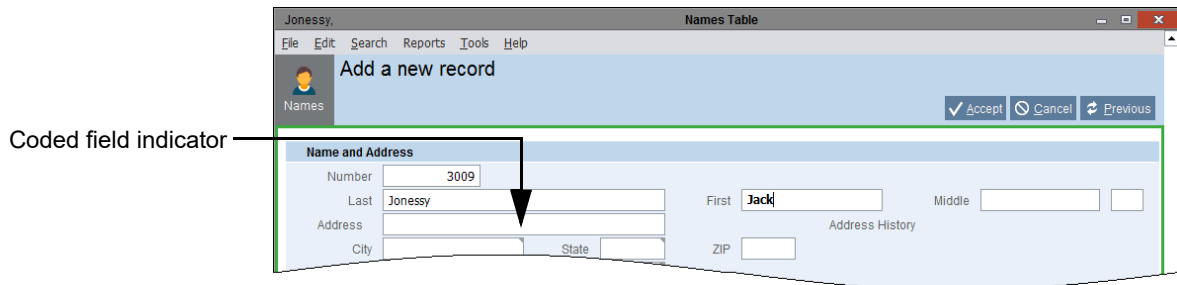 Jonessy, Names Table
File Edit Search Reports Tools Help
Add a new record
Names
Accept Cancel Previous
Coded field indicator
Name and Address
Number 3009
Last Jonessy First Jack Middle
Address Address History
City State ZIP